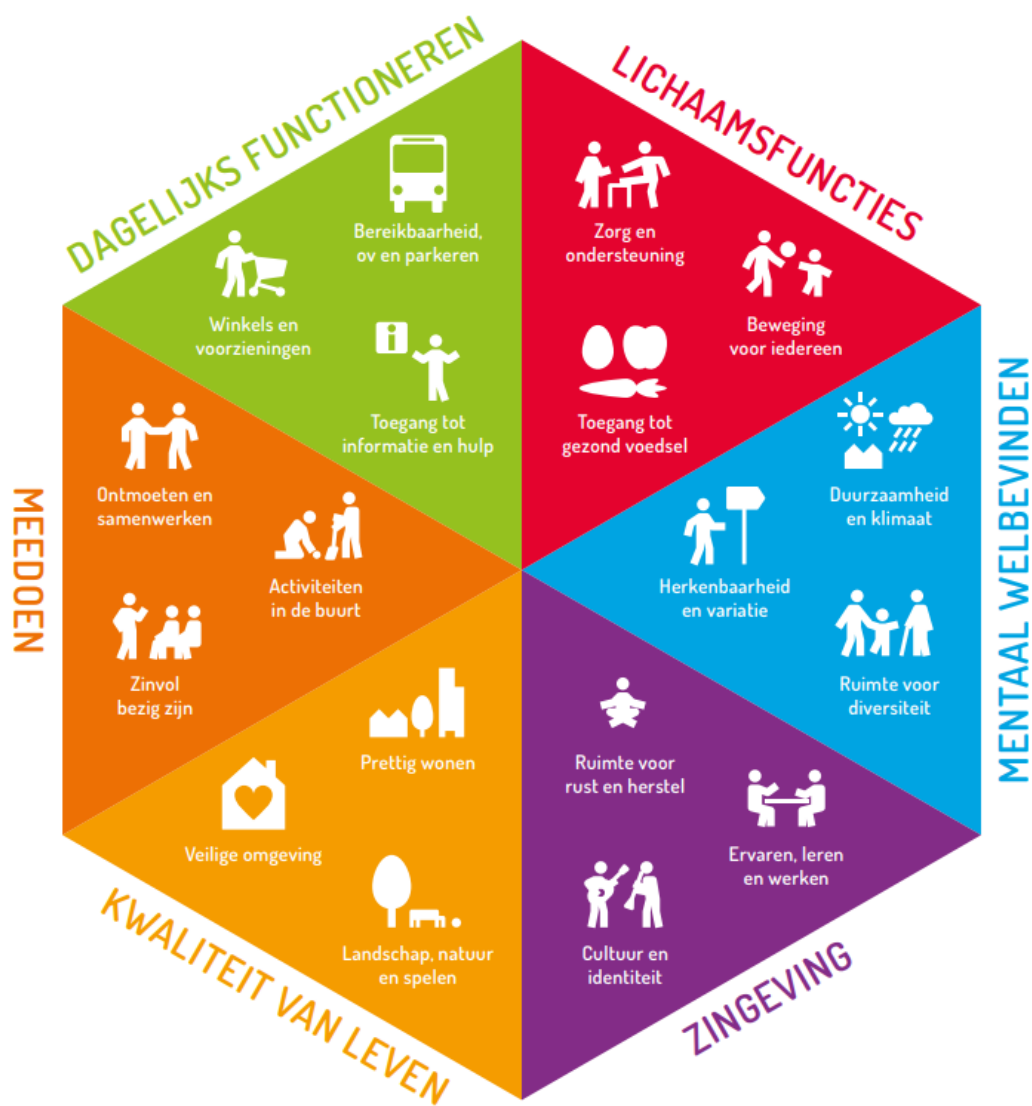 DAGELIJKS FUNCTIONEREN
Bereikbaarheid,
ov en parkeren
Winkels en
voorzieningen
i
Toegang tot
informatie en hulp
LICHAAMSFUNCTIES
Zorg en
ondersteuning
Beweging
voor iedereen
Toegang tot
gezond voedsel
MENTAAL WELBEVINDEN
Duurzaamheid
en klimaat
Herkenbaarheid
en variatie
Ruimte voor
diversiteit
ZINGEVING
Ruimte voor
rust en herstel
Ervaren, leren
en werken
Cultuur en
identiteit
KWALITEIT VAN LEVEN
Prettig wonen
Veilige omgeving
Landschap, natuur
en spelen
MEEDOEN
Ontmoeten en
samenwerken
Activiteiten
in de buurt
Zinvol
bezig zijn